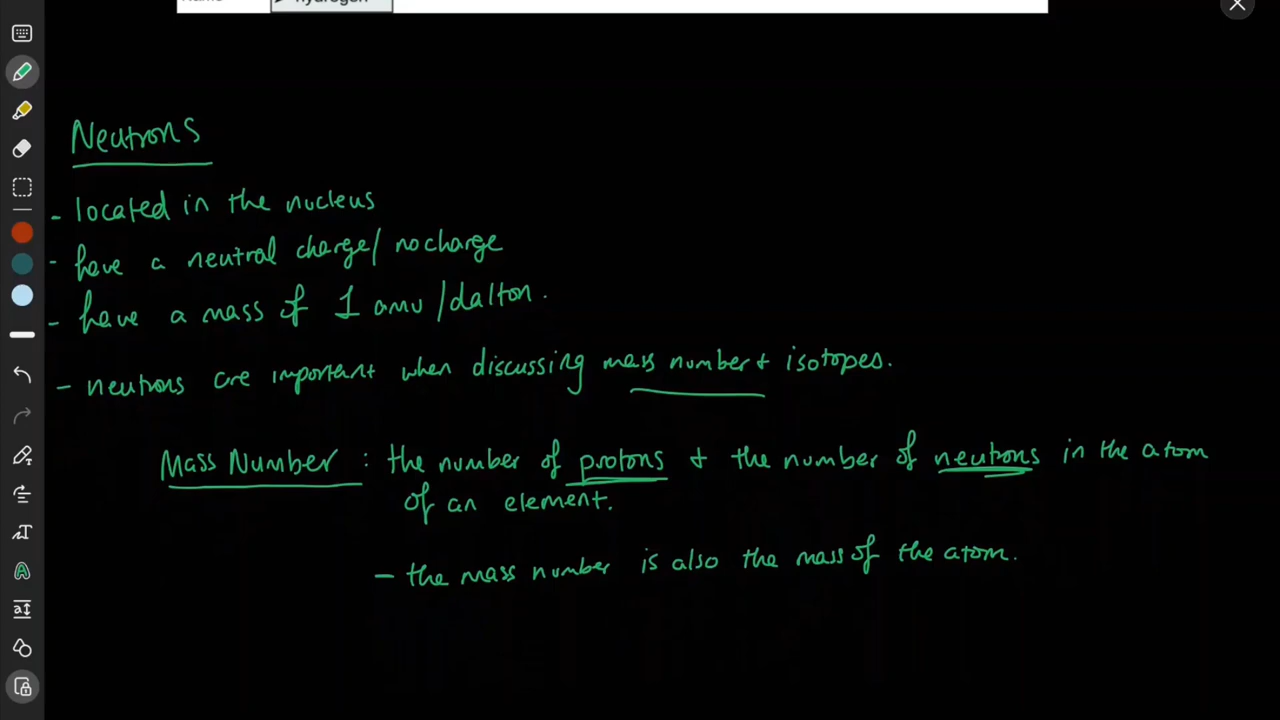 hydrogen
Neutrons
- located in the nucleus
- have a neutral charge/ no charge
- have a mass of 1 amu/dalton.
- neutrons are important when discussing mass number + isotopes.
Mass Number : the number of protons + the number of neutrons in the atom
of an element.
- the mass number is also the mass of the atom.